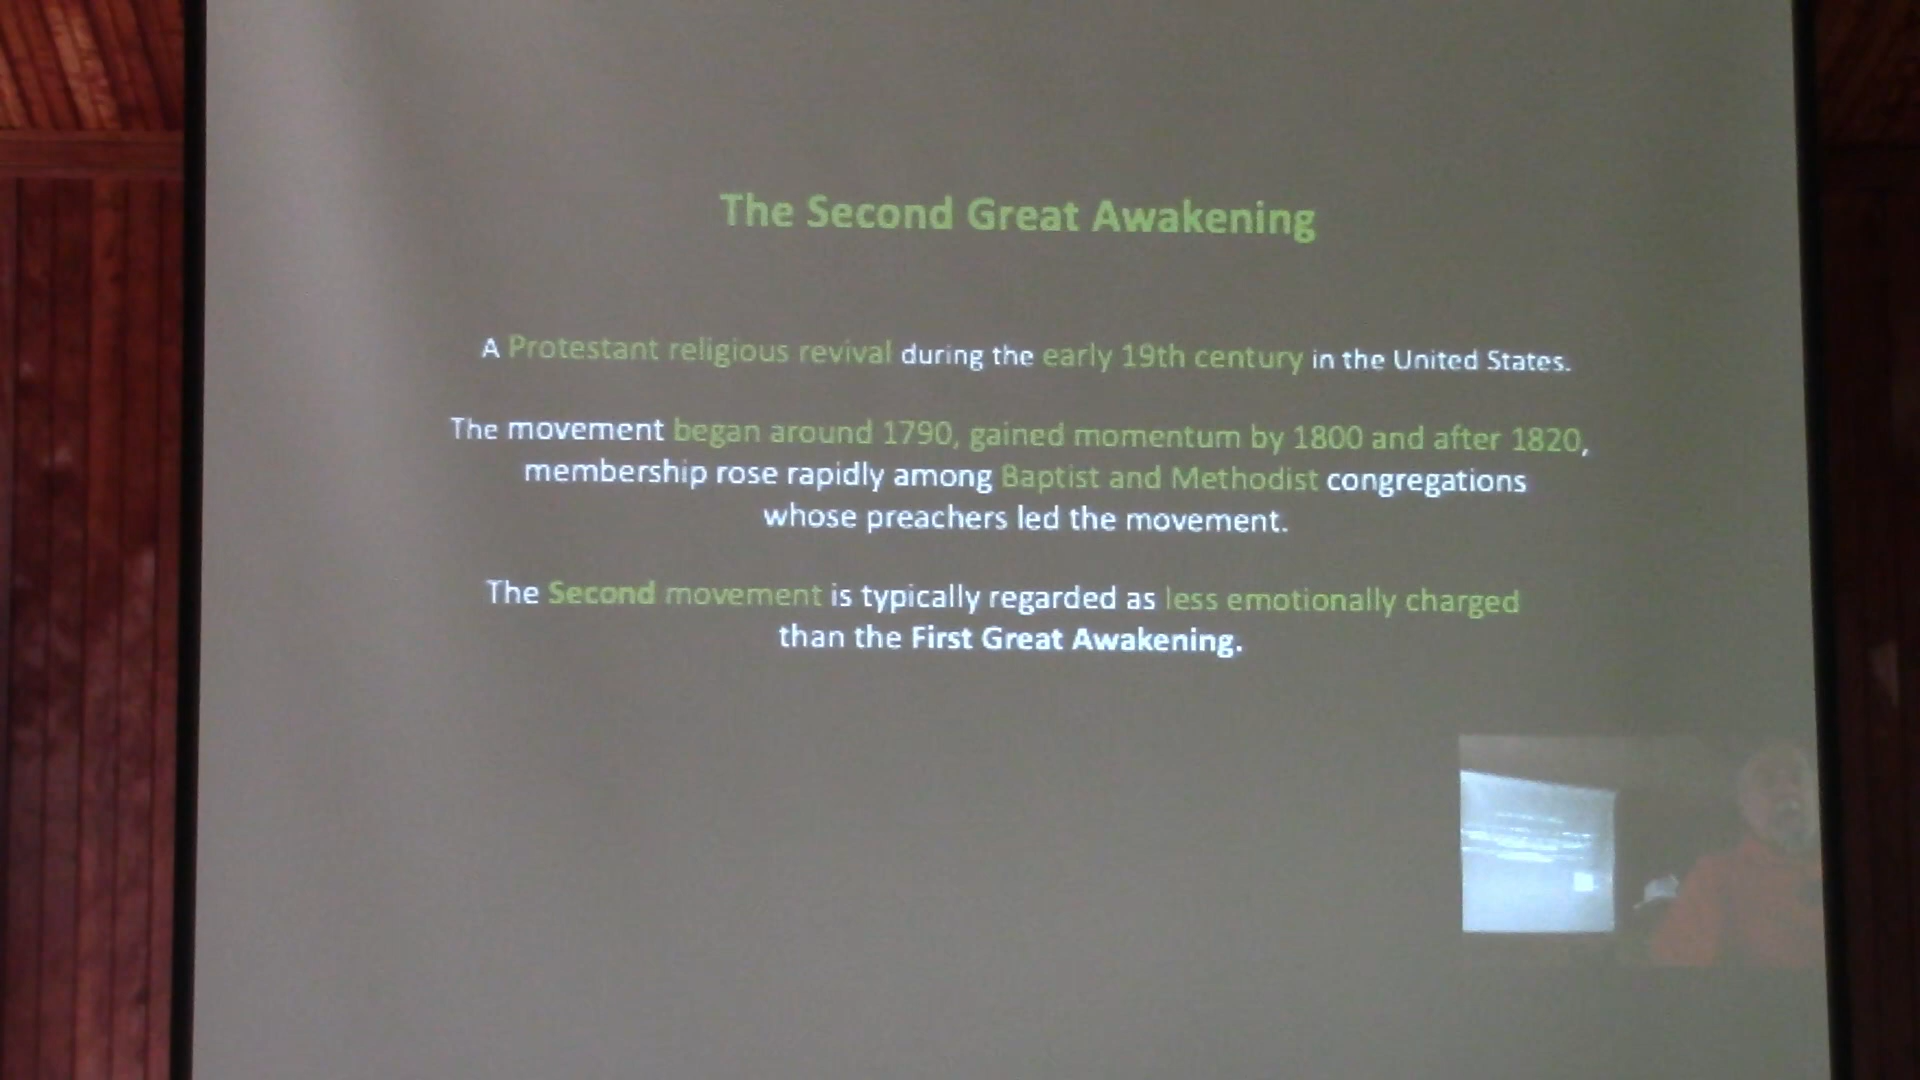 The Second Great Awakening
A Protestant religious revival during the early 19th century in the United States.
The movement began around 1790, gained momentum by 1800 and after 1820,
membership rose rapidly among Baptist and Methodist congregations
whose preachers led the movement.
The Second movement is typically regarded as less emotionally charged
than the First Great Awakening.